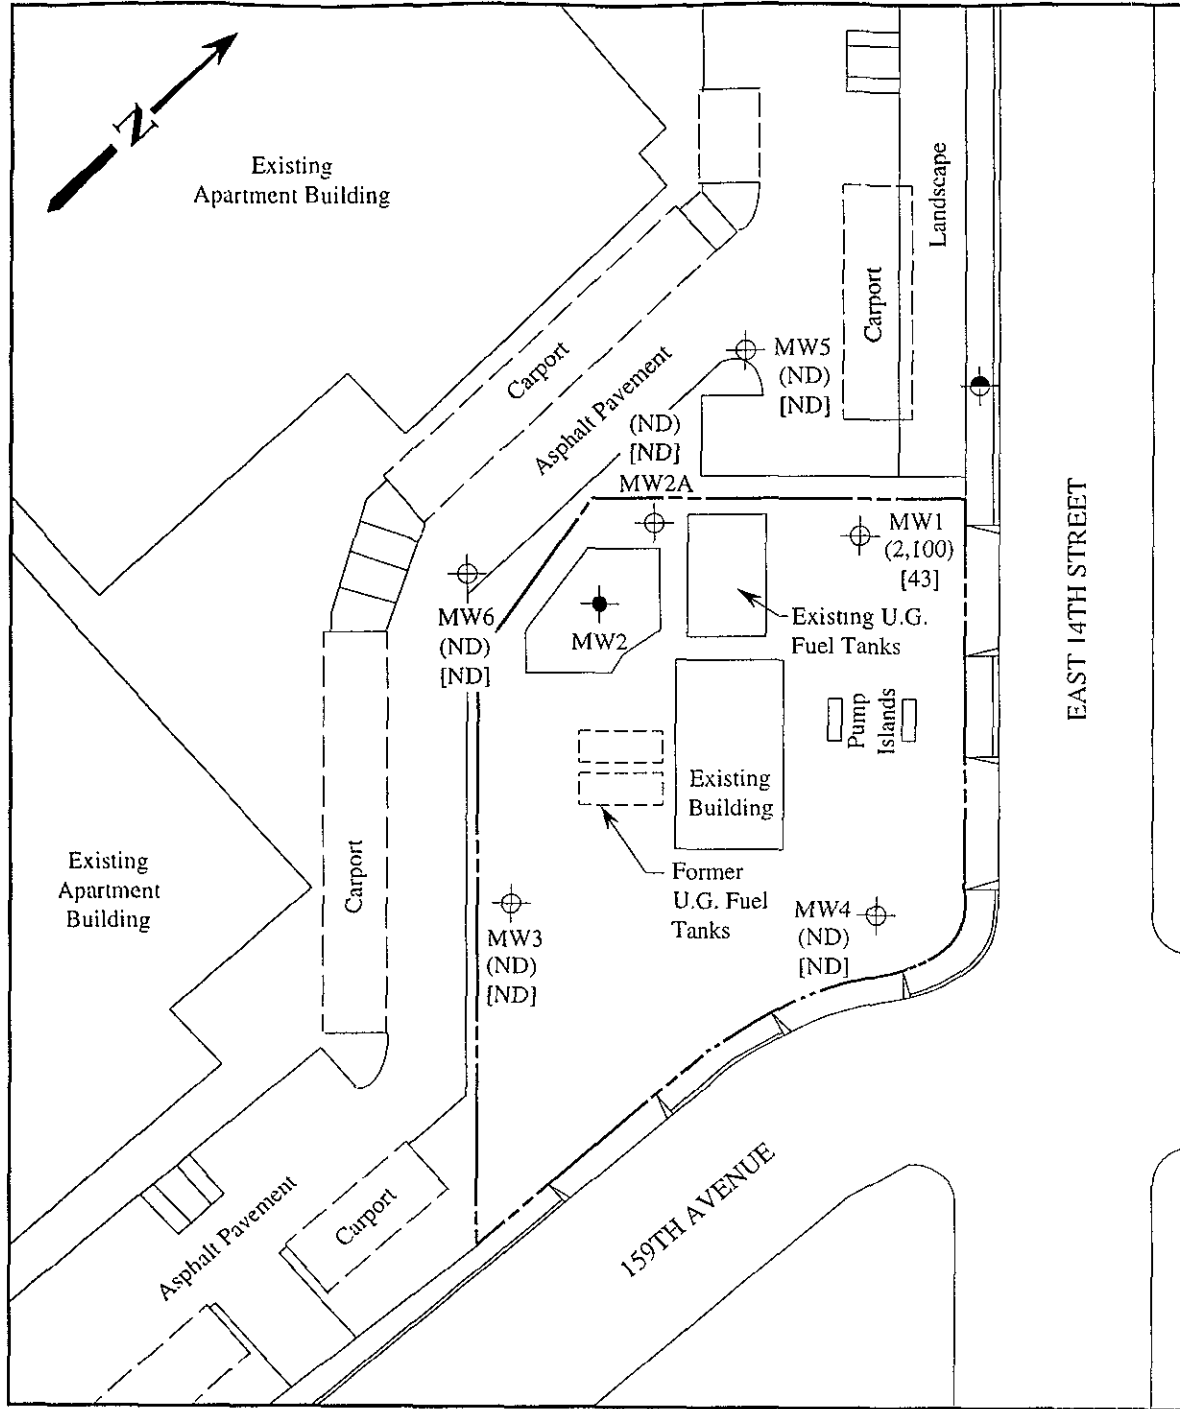 N
Existing
Apartment Building
Landscape
Carport
Carport
Asphalt Pavement
MW5
(ND)
[ND]
(ND)
[ND]
MW2A
MW1
(2,100)
[43]
EAST 14TH STREET
MW6
(ND)
[ND]
MW2
Existing U.G.
Fuel Tanks
Pump
Islands
Existing
Building
Existing
Apartment
Building
Carport
Former
U.G. Fuel
Tanks
MW3
(ND)
[ND]
MW4
(ND)
[ND]
159TH AVENUE
Asphalt Pavement
Carport